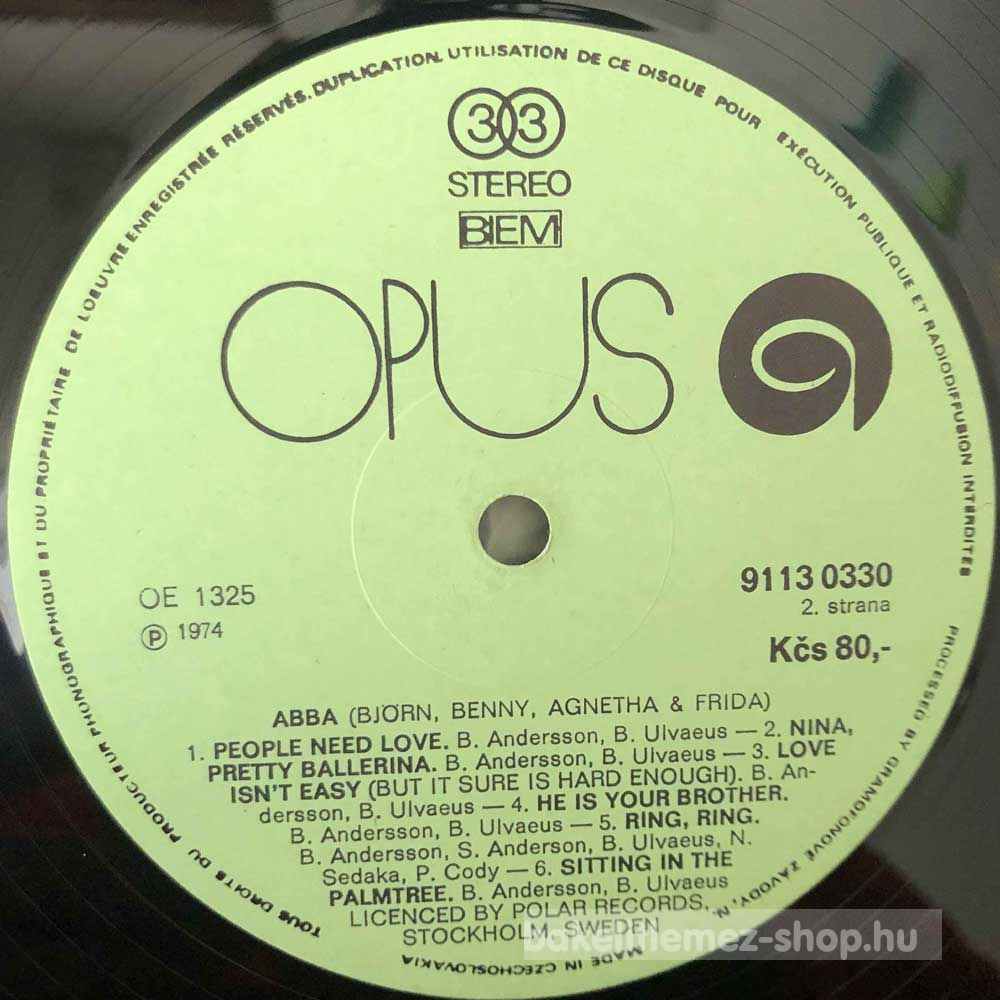 TOUS DROITS DU PRODUCTEUR PHONOGRAPHIQUE ET DU PROPRIÉTAIRE DE LOEUVRE ENREGISTRÉE RÉSERVÉS. DUPLICATION. UTILISATION DE CE DISQUE POUR EXÉCUTION PUBLIQUE ET RADIODIFFUSION INTERDITES
33
STEREO
BIEM
OPUS
OE 1325
℗ 1974
91130330
2. strana
Kčs 80,-
ABBA (BJÖRN, BENNY, AGNETHA & FRIDA)
1. PEOPLE NEED LOVE. B. Andersson, B. Ulvaeus — 2. NINA,
PRETTY BALLERINA. B. Andersson, B. Ulvaeus — 3. LOVE
ISN'T EASY (BUT IT SURE IS HARD ENOUGH). B. An-
dersson, B. Ulvaeus — 4. HE IS YOUR BROTHER.
B. Andersson, B. Ulvaeus — 5. RING, RING.
B. Andersson, S. Anderson, B. Ulvaeus, N.
Sedaka, P. Cody — 6. SITTING IN THE
PALMTREE. B. Andersson, B. Ulvaeus
LICENCED BY POLAR RECORDS,
STOCKHOLM, SWEDEN
PROCESSED BY GRAMOFONOVÉ ZÁVODY, N.
MADE IN CZECHOSLOVAKIA
bakelitlemez-shop.hu